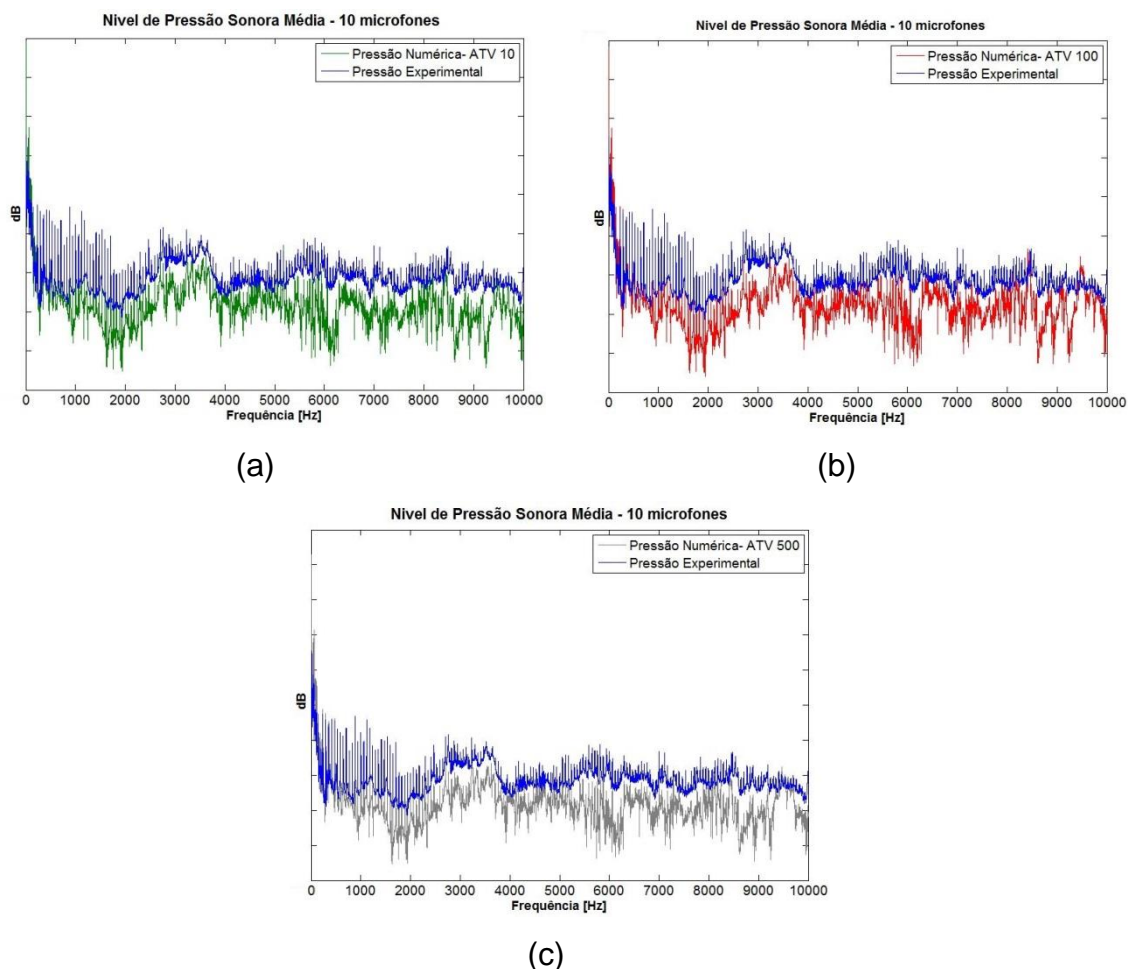 Nivel de Pressão Sonora Média - 10 microfones
Pressão Numérica- ATV 10
Pressão Experimental
dB
0 1000 2000 3000 4000 5000 6000 7000 8000 9000 10000
Frequência [Hz]
(a)
Nivel de Pressão Sonora Média - 10 microfones
Pressão Numérica- ATV 100
Pressão Experimental
dB
0 1000 2000 3000 4000 5000 6000 7000 8000 9000 10000
Frequência [Hz]
(b)
Nivel de Pressão Sonora Média - 10 microfones
Pressão Numérica- ATV 500
Pressão Experimental
dB
0 1000 2000 3000 4000 5000 6000 7000 8000 9000 10000
Frequência [Hz]
(c)